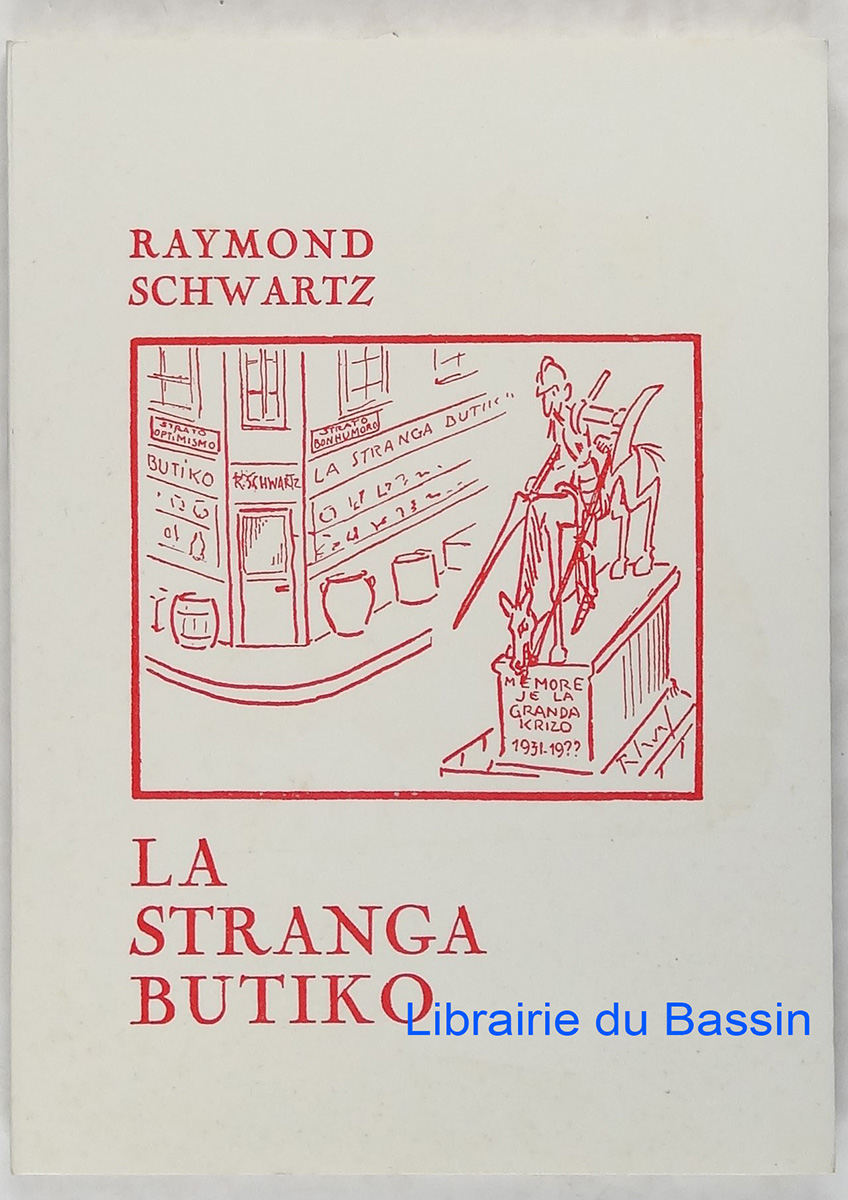 RAYMOND
SCHWARTZ
STRATO
OPTIMISMO
STRATO
BONHUMORO
BUTIKO
R. SCHWARTZ
LA STRANGA BUTIK
MEMORE
JE LA
GRANDA
KRIZO
1931-19??
LA
STRANGA
BUTIKO
Librairie du Bassin